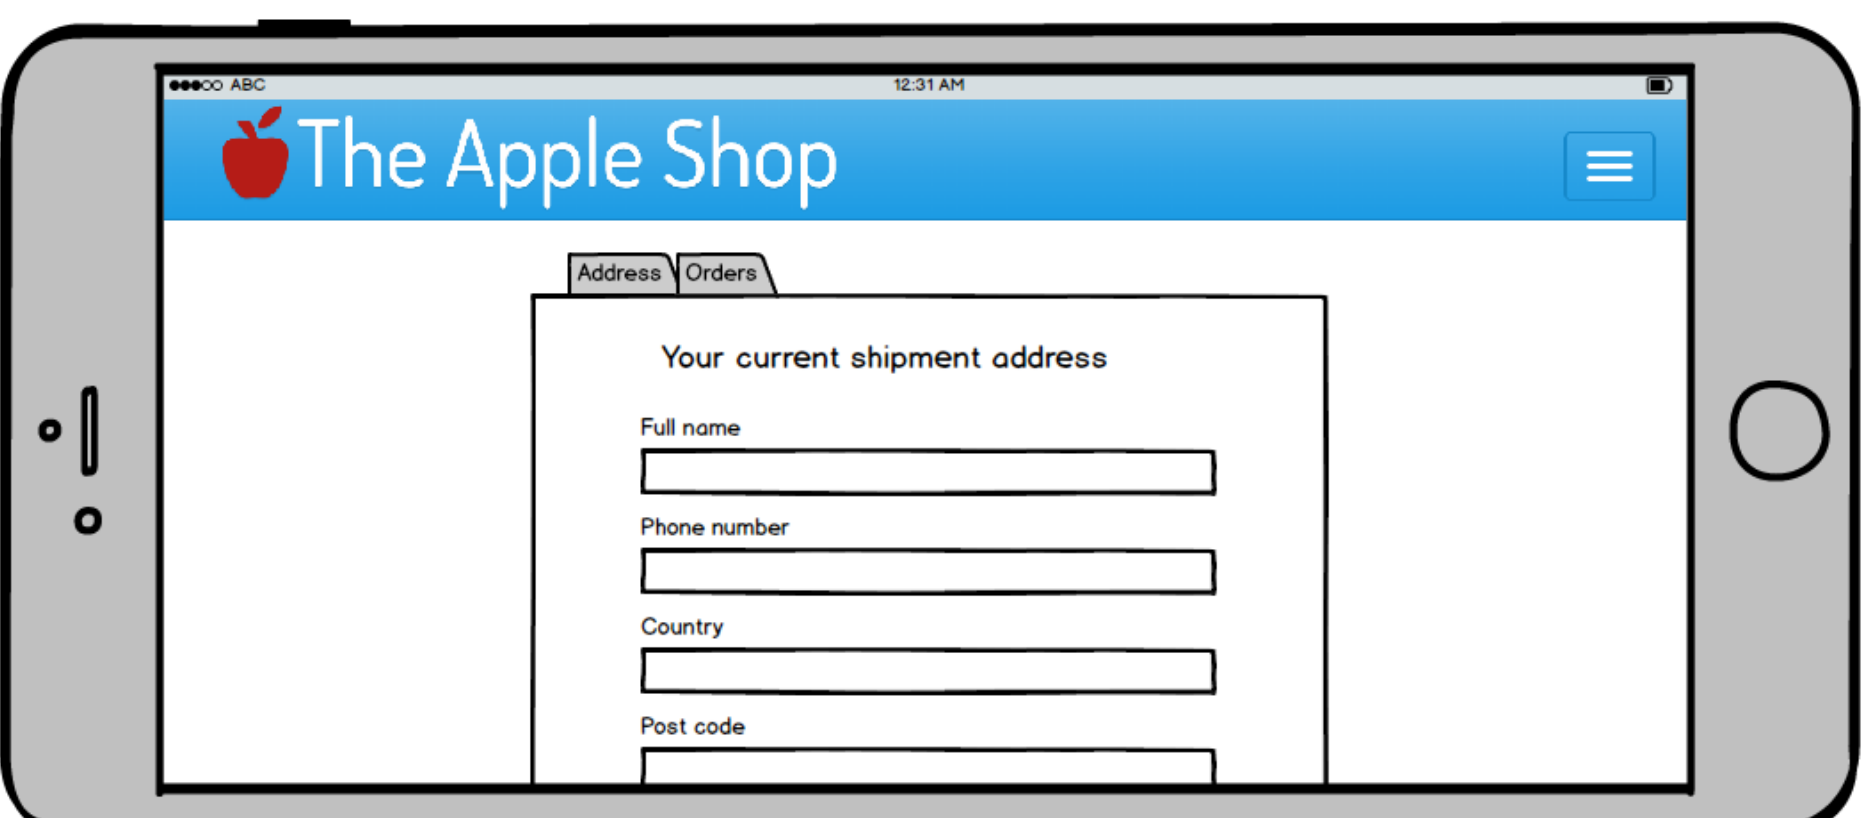 ABC 12:31 AM
The Apple Shop
Address Orders
Your current shipment address
Full name
Phone number
Country
Post code